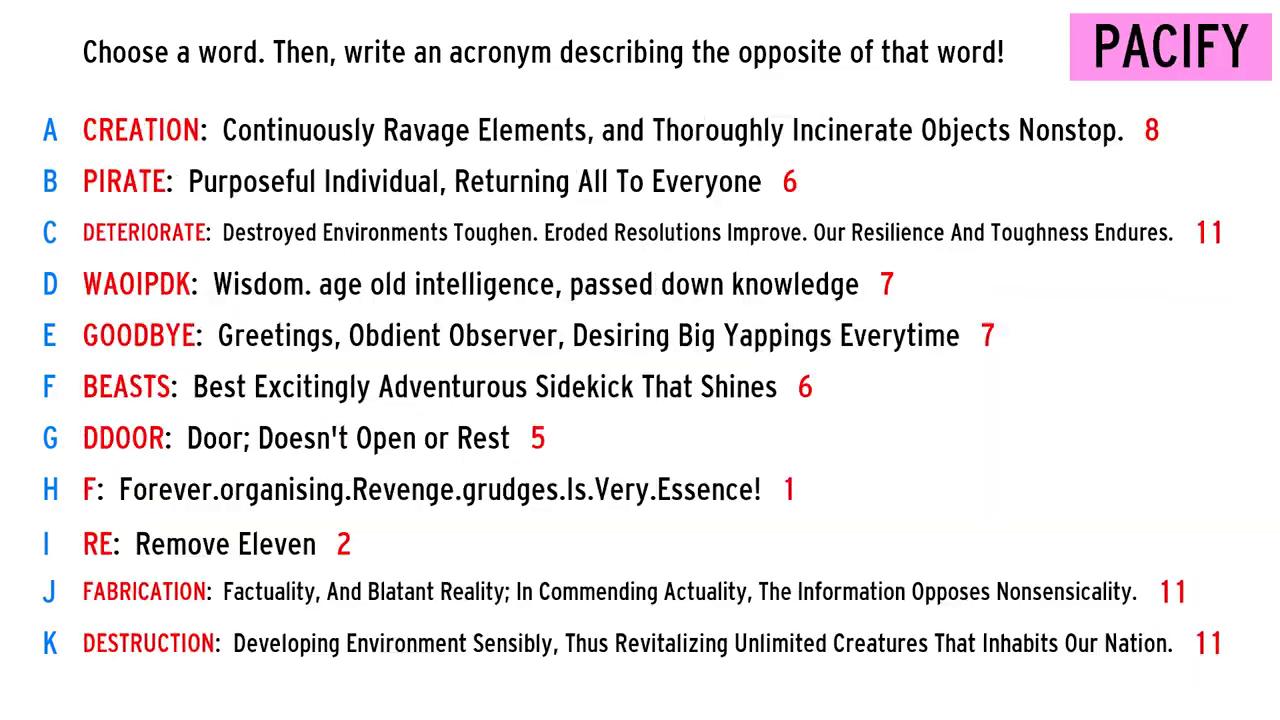 Choose a word. Then, write an acronym describing the opposite of that word!
PACIFY
A CREATION: Continuously Ravage Elements, and Thoroughly Incinerate Objects Nonstop. 8
B PIRATE: Purposeful Individual, Returning All To Everyone 6
C DETERIORATE: Destroyed Environments Toughen. Eroded Resolutions Improve. Our Resilience And Toughness Endures. 11
D WAOIPDK: Wisdom. age old intelligence, passed down knowledge 7
E GOODBYE: Greetings, Obdient Observer, Desiring Big Yappings Everytime 7
F BEASTS: Best Excitingly Adventurous Sidekick That Shines 6
G DDOOR: Door; Doesn't Open or Rest 5
H F: Forever.organising.Revenge.grudges.Is.Very.Essence! 1
I RE: Remove Eleven 2
J FABRICATION: Factuality, And Blatant Reality; In Commending Actuality, The Information Opposes Nonsensicality. 11
K DESTRUCTION: Developing Environment Sensibly, Thus Revitalizing Unlimited Creatures That Inhabits Our Nation. 11